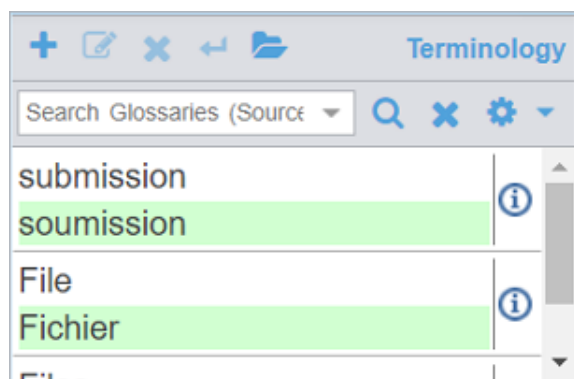 Terminology
Search Glossaries (Source
submission
soumission
File
Fichier